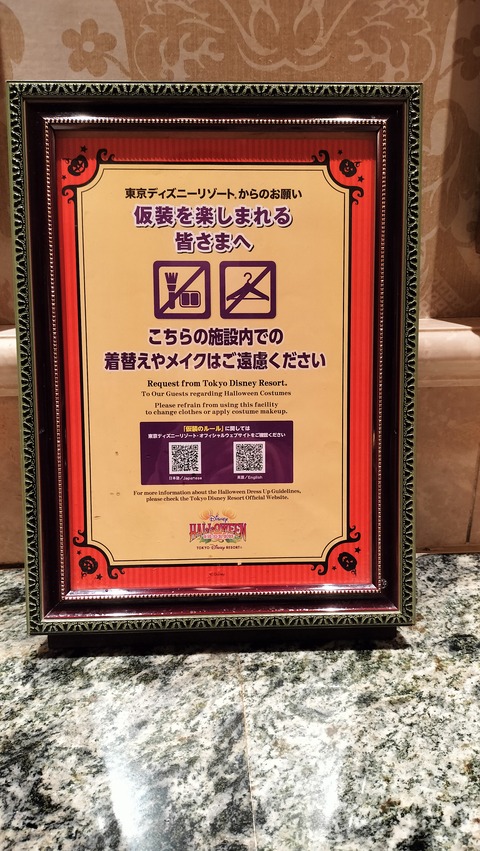 東京ディズニーリゾート®からのお願い
仮装を楽しまれる
皆さまへ
こちらの施設内での
着替えやメイクはご遠慮ください
Request from Tokyo Disney Resort.
To Our Guests regarding Halloween Costumes
Please refrain from using this facility
to change clothes or apply costume makeup.
「仮装のルール」に関しては
東京ディズニーリゾート・オフィシャルウェブサイトをご確認ください
日本語/Japanese
英語/English
For more information about the Halloween Dress Up Guidelines,
please check the Tokyo Disney Resort Official Website.
Disney
HALLOWEEN
TOKYO Disney RESORT®